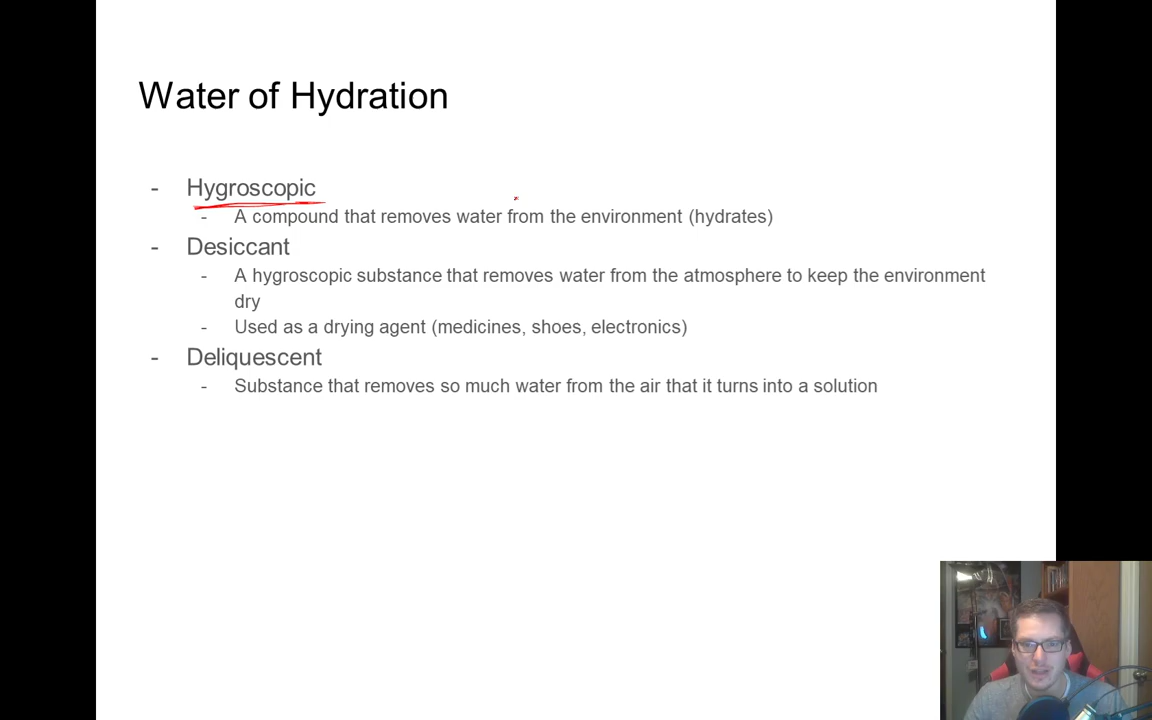 Water of Hydration
- Hygroscopic
- A compound that removes water from the environment (hydrates)
- Desiccant
- A hygroscopic substance that removes water from the atmosphere to keep the environment
dry
- Used as a drying agent (medicines, shoes, electronics)
- Deliquescent
- Substance that removes so much water from the air that it turns into a solution